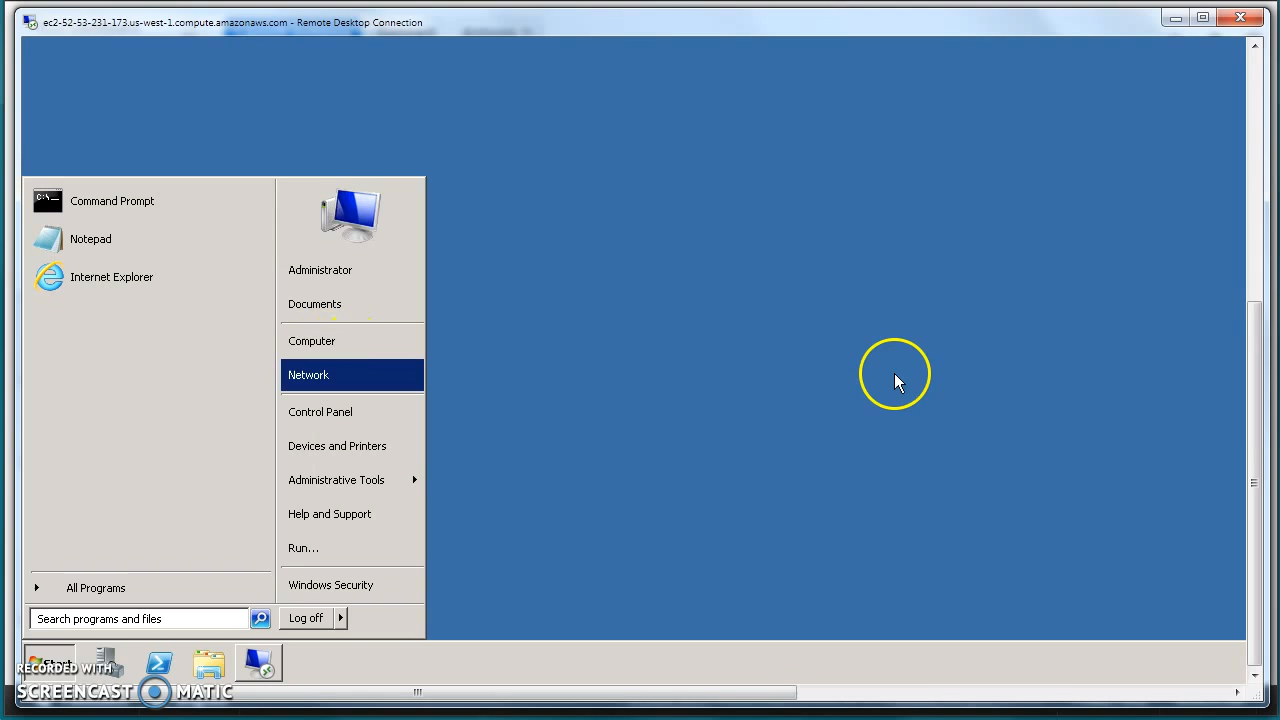 ec2-52-53-231-173.us-west-1.compute.amazonaws.com - Remote Desktop Connection
Command Prompt
Notepad
Internet Explorer
Administrator
Documents
Computer
Network
Control Panel
Devices and Printers
Administrative Tools
Help and Support
Run...
Windows Security
All Programs
Search programs and files
Log off
Start
RECORDED WITH
SCREENCAST MATIC